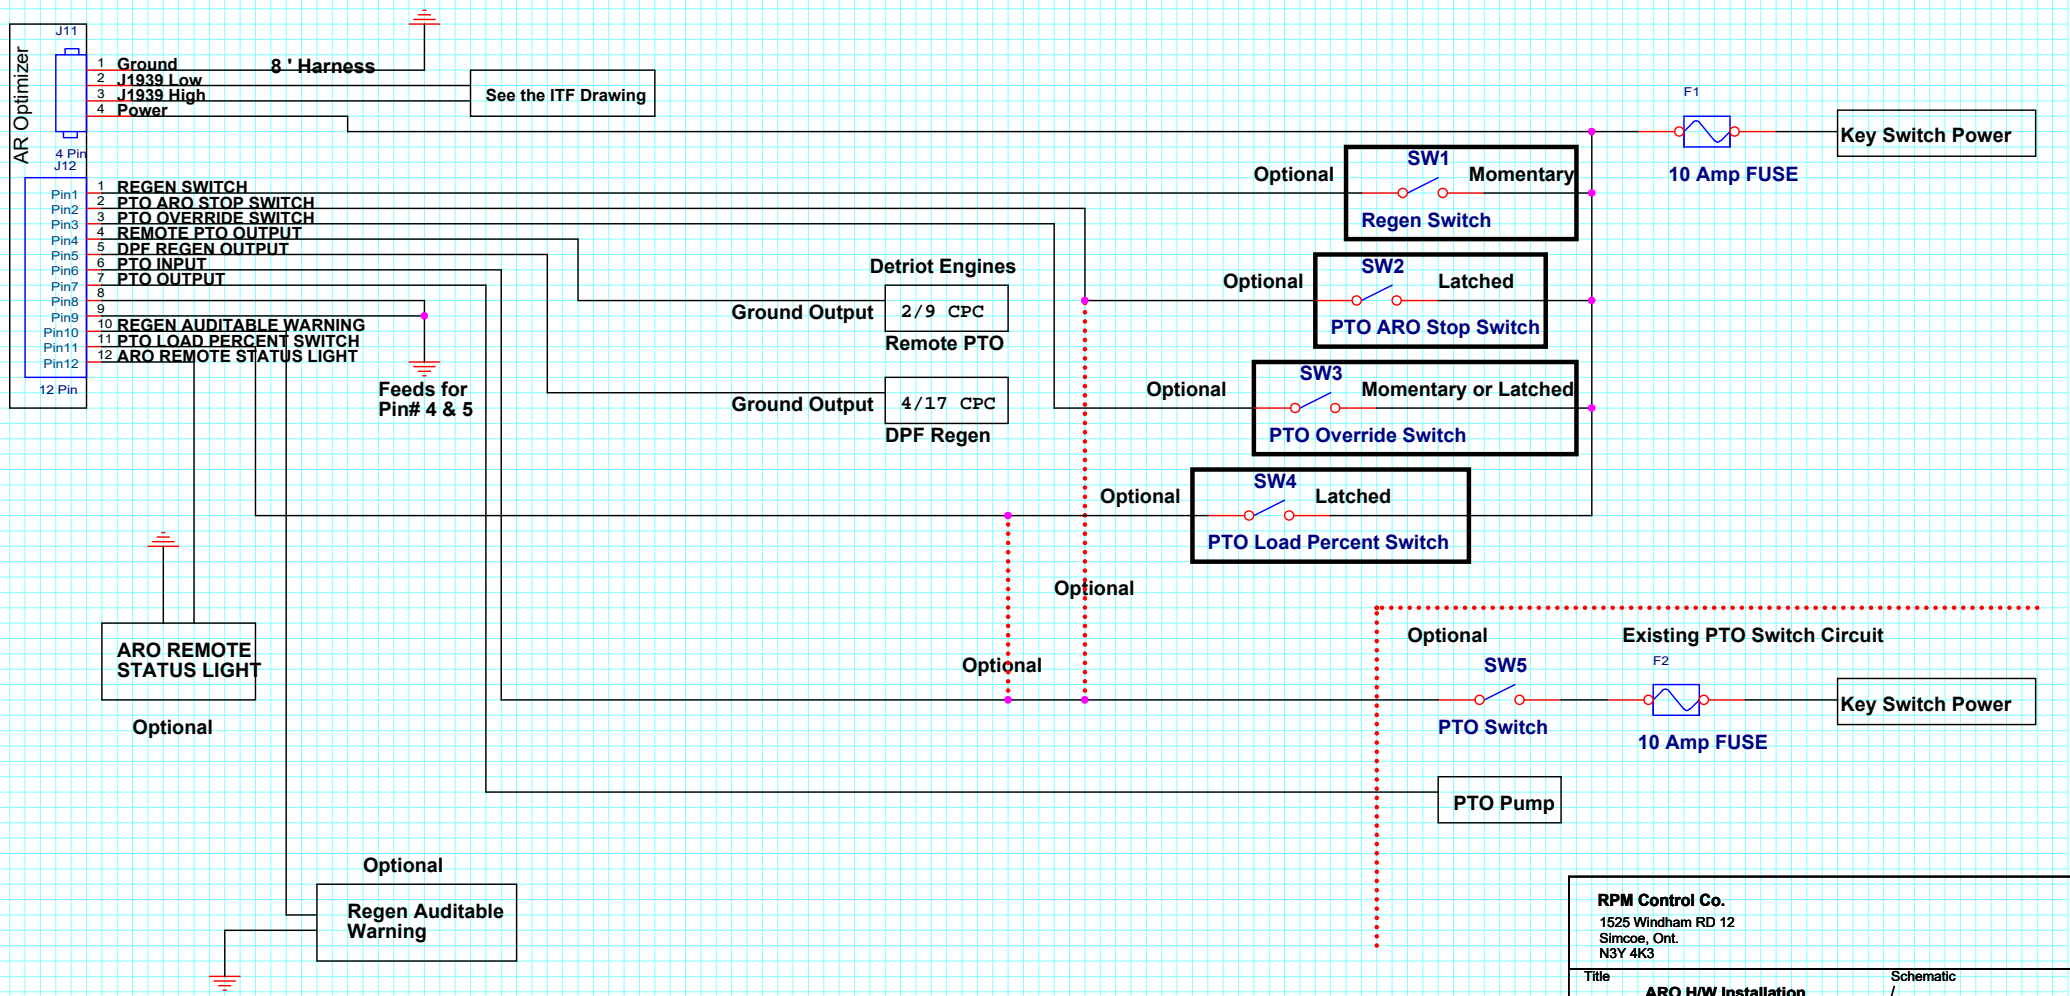 AR Optimizer
J11
1 Ground
8 ' Harness
2 J1939 Low
3 J1939 High
4 Power
See the ITF Drawing
4 Pin
J12
Pin1 1 REGEN SWITCH
Pin2 2 PTO ARO STOP SWITCH
Pin3 3 PTO OVERRIDE SWITCH
Pin4 4 REMOTE PTO OUTPUT
Pin5 5 DPF REGEN OUTPUT
Pin6 6 PTO INPUT
Pin7 7 PTO OUTPUT
Pin8 8
Pin9 9
Pin10 10 REGEN AUDITABLE WARNING
Pin11 11 PTO LOAD PERCENT SWITCH
Pin12 12 ARO REMOTE STATUS LIGHT
12 Pin
Feeds for
Pin# 4 & 5
Detriot Engines
Ground Output 2/9 CPC
Remote PTO
Ground Output 4/17 CPC
DPF Regen
F1
10 Amp FUSE
Key Switch Power
Optional
SW1 Momentary
Regen Switch
Optional
SW2 Latched
PTO ARO Stop Switch
Optional
SW3 Momentary or Latched
PTO Override Switch
Optional
SW4 Latched
PTO Load Percent Switch
Optional
Optional
Optional
Existing PTO Switch Circuit
SW5
PTO Switch
F2
10 Amp FUSE
Key Switch Power
PTO Pump
ARO REMOTE
STATUS LIGHT
Optional
Optional
Regen Auditable
Warning
RPM Control Co.
1525 Windham RD 12
Simcoe, Ont.
N3Y 4K3
Title
Schematic
ARO H/W Installation
/